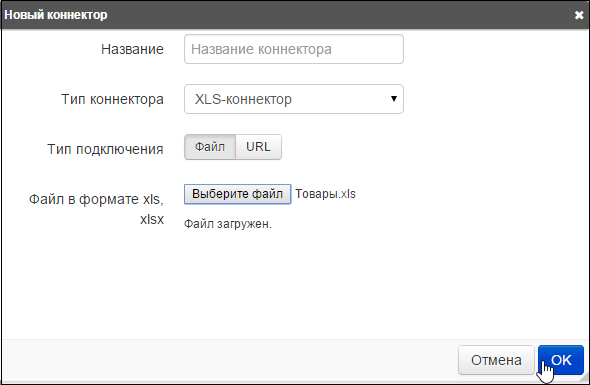 Новый коннектор
Название Название коннектора
Тип коннектора XLS-коннектор
Тип подключения Файл URL
Файл в формате xls, Выберите файл Товары.xls
xlsx Файл загружен.
Отмена OK